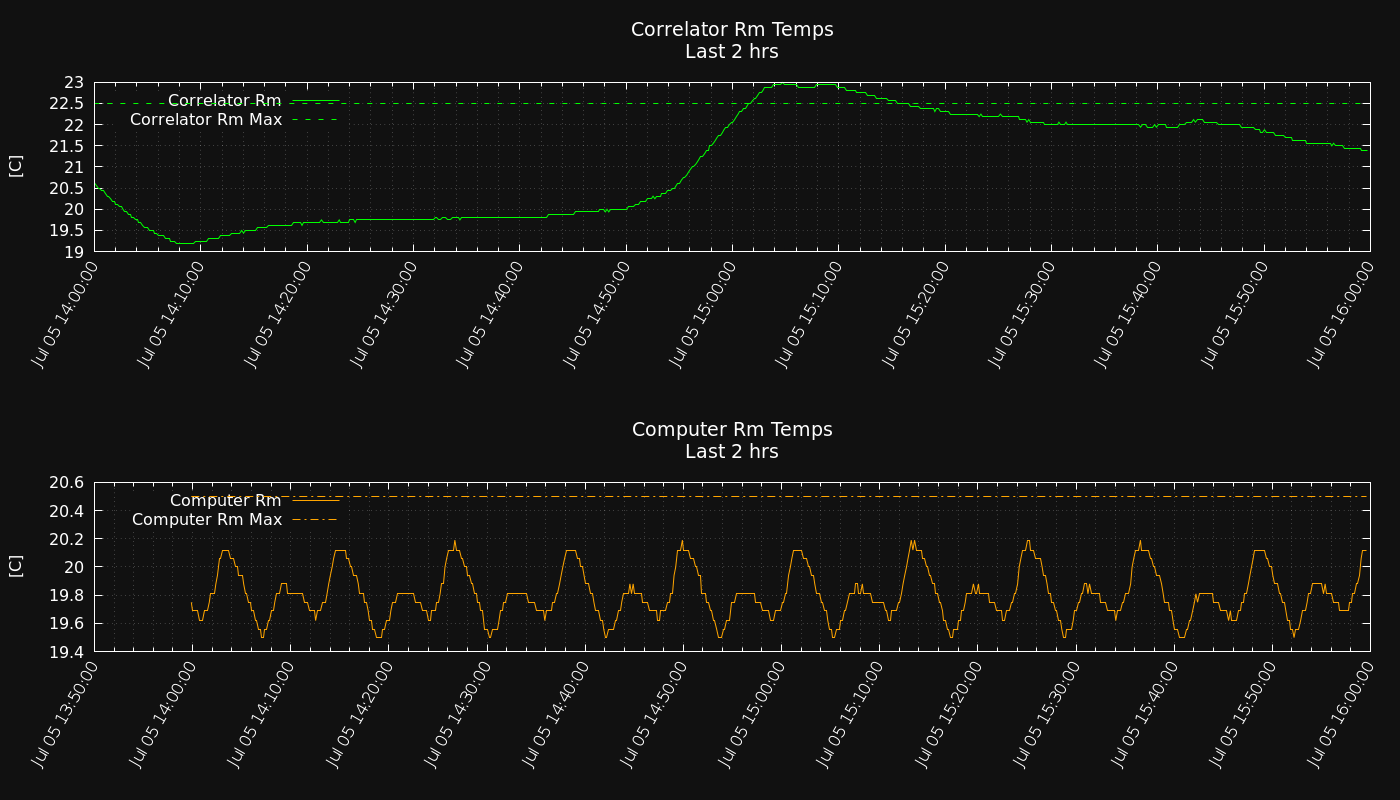 Correlator Rm Temps
Last 2 hrs
23
22.5
22
21.5
21
20.5
20
19.5
19
[C]
Correlator Rm
Correlator Rm Max
Jul 05 14:00:00
Jul 05 14:10:00
Jul 05 14:20:00
Jul 05 14:30:00
Jul 05 14:40:00
Jul 05 14:50:00
Jul 05 15:00:00
Jul 05 15:10:00
Jul 05 15:20:00
Jul 05 15:30:00
Jul 05 15:40:00
Jul 05 15:50:00
Jul 05 16:00:00
Computer Rm Temps
Last 2 hrs
20.6
20.4
20.2
20
19.8
19.6
19.4
[C]
Computer Rm
Computer Rm Max
Jul 05 13:50:00
Jul 05 14:00:00
Jul 05 14:10:00
Jul 05 14:20:00
Jul 05 14:30:00
Jul 05 14:40:00
Jul 05 14:50:00
Jul 05 15:00:00
Jul 05 15:10:00
Jul 05 15:20:00
Jul 05 15:30:00
Jul 05 15:40:00
Jul 05 15:50:00
Jul 05 16:00:00